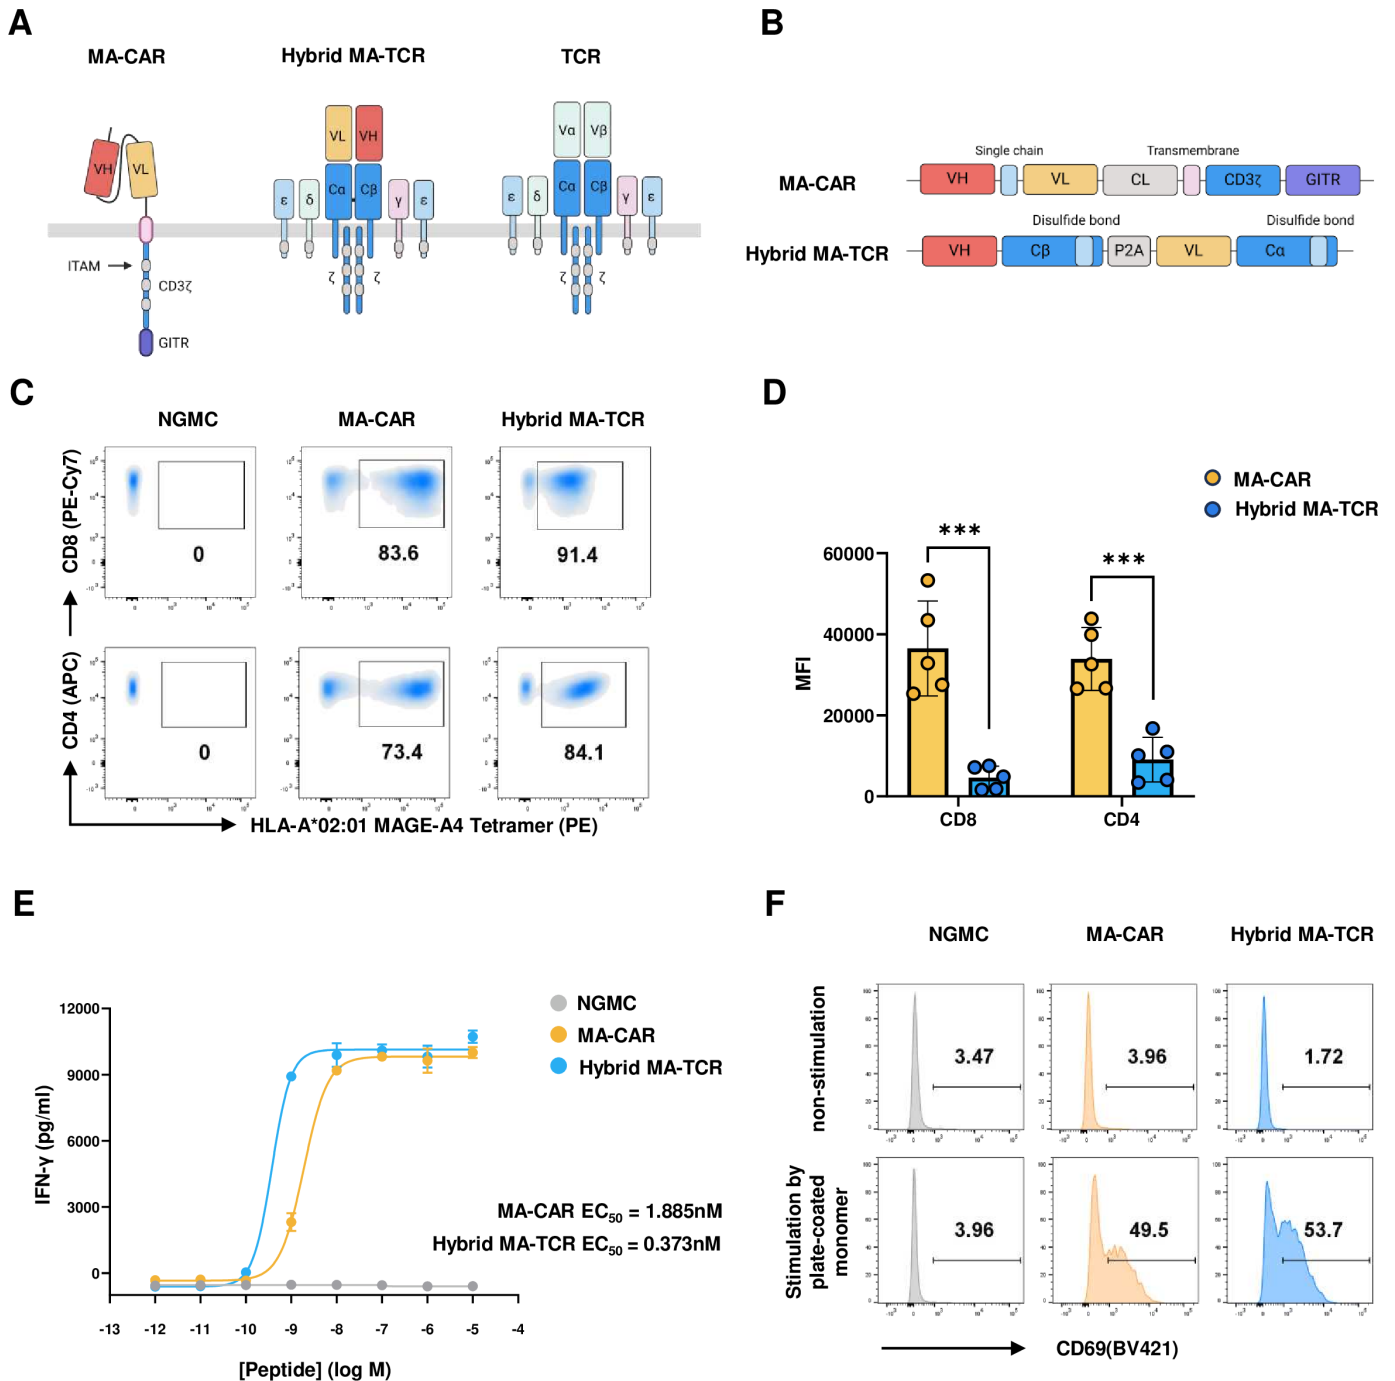 A
MA-CAR
Hybrid MA-TCR
TCR
VH
VL
VL
VH
Vα
Vβ
ε
δ
Cα
Cβ
γ
ε
ε
δ
Cα
Cβ
γ
ε
ITAM
CD3ζ
ζ
ζ
ζ
ζ
GITR
B
Single chain
Transmembrane
MA-CAR
VH
VL
CL
CD3ζ
GITR
Disulfide bond
Disulfide bond
Hybrid MA-TCR
VH
Cβ
P2A
VL
Cα
C
NGMC
MA-CAR
Hybrid MA-TCR
CD8 (PE-Cy7)
0
83.6
91.4
CD4 (APC)
0
73.4
84.1
HLA-A*02:01 MAGE-A4 Tetramer (PE)
D
MA-CAR
Hybrid MA-TCR
MFI
60000
40000
20000
0
***
***
CD8
CD4
E
NGMC
MA-CAR
Hybrid MA-TCR
IFN-γ (pg/ml)
12000
9000
6000
3000
0
MA-CAR EC50 = 1.885nM
Hybrid MA-TCR EC50 = 0.373nM
-13 -12 -11 -10 -9 -8 -7 -6 -5 -4
[Peptide] (log M)
F
NGMC
MA-CAR
Hybrid MA-TCR
non-stimulation
3.47
3.96
1.72
Stimulation by
plate-coated
monomer
3.96
49.5
53.7
CD69(BV421)